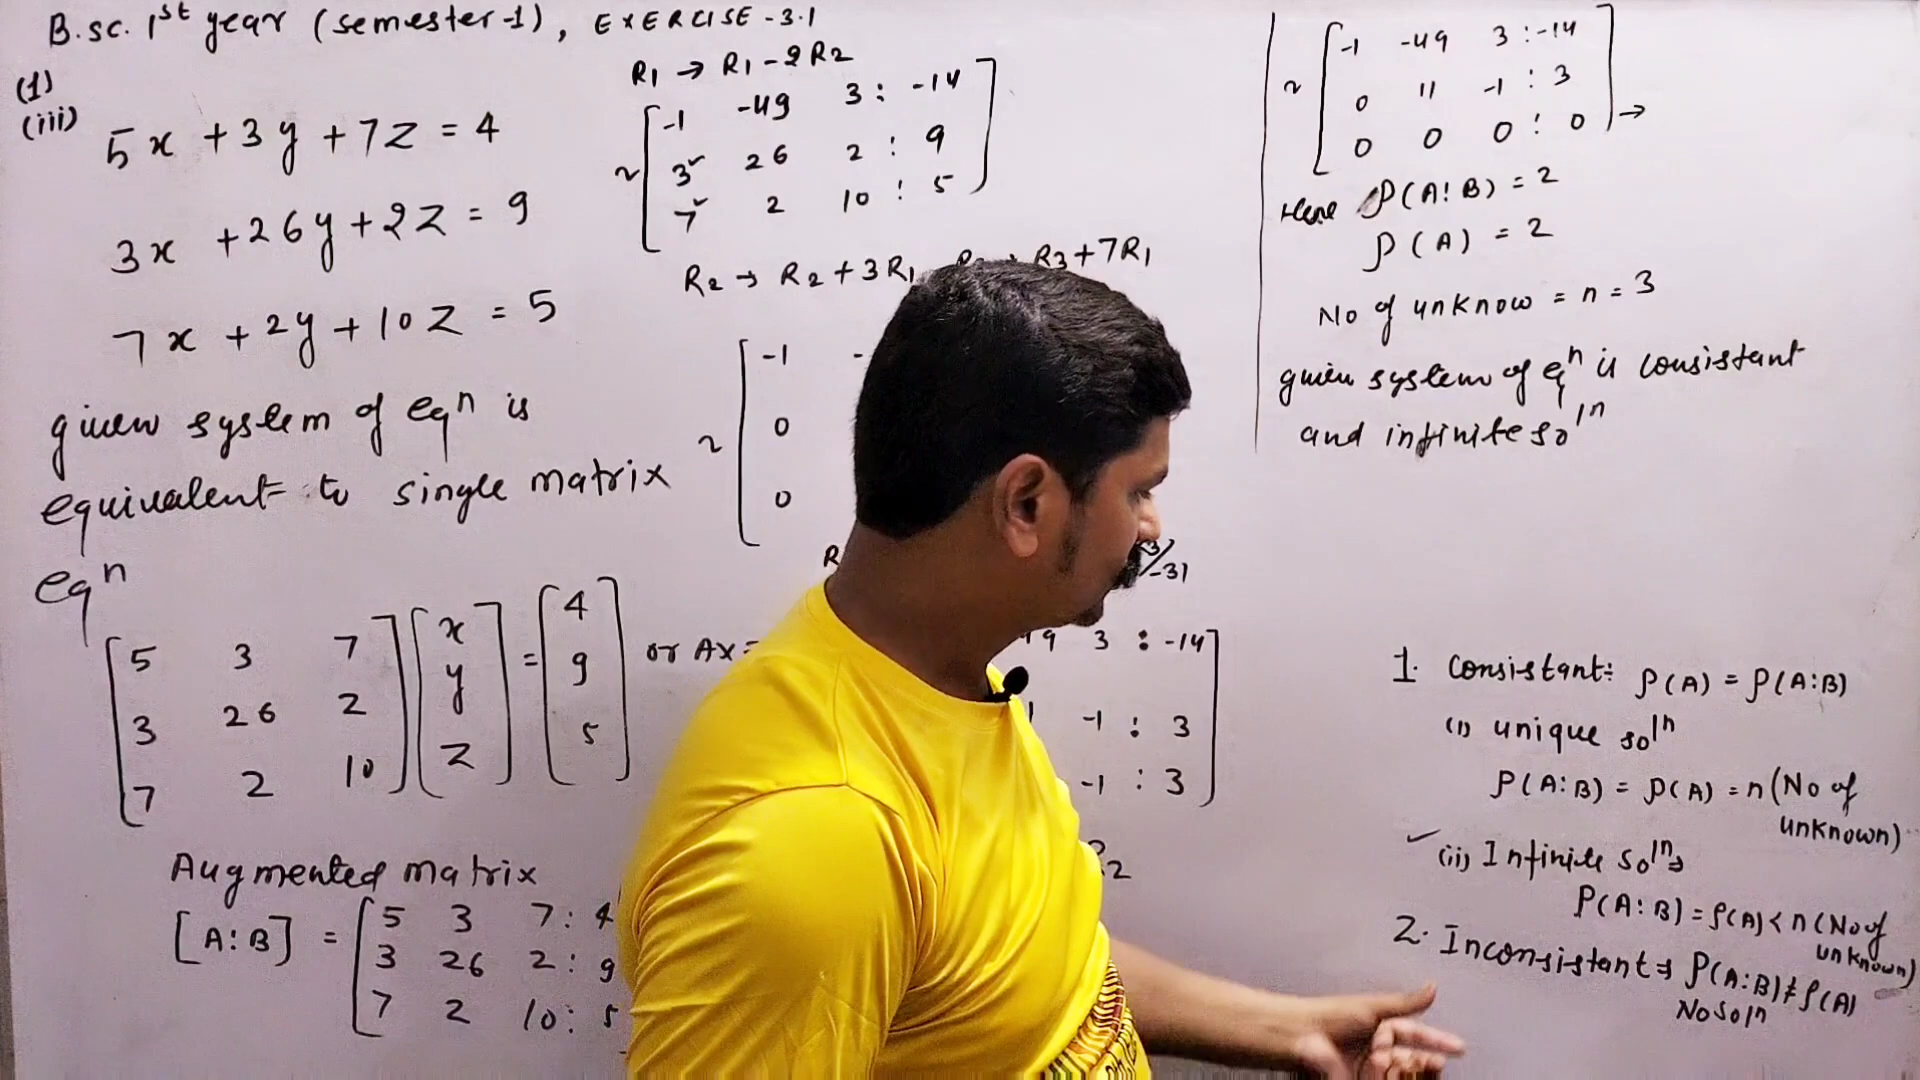 B.sc. 1st year (semester-1), EXERCISE-3.1
(1)
(iii)
5x + 3y + 7z = 4
3x + 26y + 2z = 9
7x + 2y + 10z = 5
given system of eqn is
equivalent to single matrix
eqn
[5 3 7] [x] = [4] or AX =
[3 26 2] [y] [9]
[7 2 10] [z] [5]
Augmented matrix
[A:B] = [5 3 7 : 4
3 26 2 : 9
7 2 10 : 5
R1 → R1 - 2R2
~ [-1 -49 3 : -14]
[3 26 2 : 9]
[7 2 10 : 5]
R2 → R2 + 3R1 R3+7R1
~ [-1
0
0
R /-31
9 3 : -14]
-1 : 3
-1 : 3]
2
~ [-1 -49 3 : -14]
[0 11 -1 : 3]
[0 0 0 : 0] →
Here ρ(A:B) = 2
ρ(A) = 2
No of unknow = n = 3
given system of eqn is consistant
and infinite soln
1. Consistant: ρ(A) = ρ(A:B)
(i) unique soln
ρ(A:B) = ρ(A) = n (No of
unknown)
✓ (ii) Infinite soln⇒
ρ(A:B) = ρ(A) < n (No of
unknown)
2. Inconsistant ⇒ ρ(A:B) ≠ ρ(A)
No soln